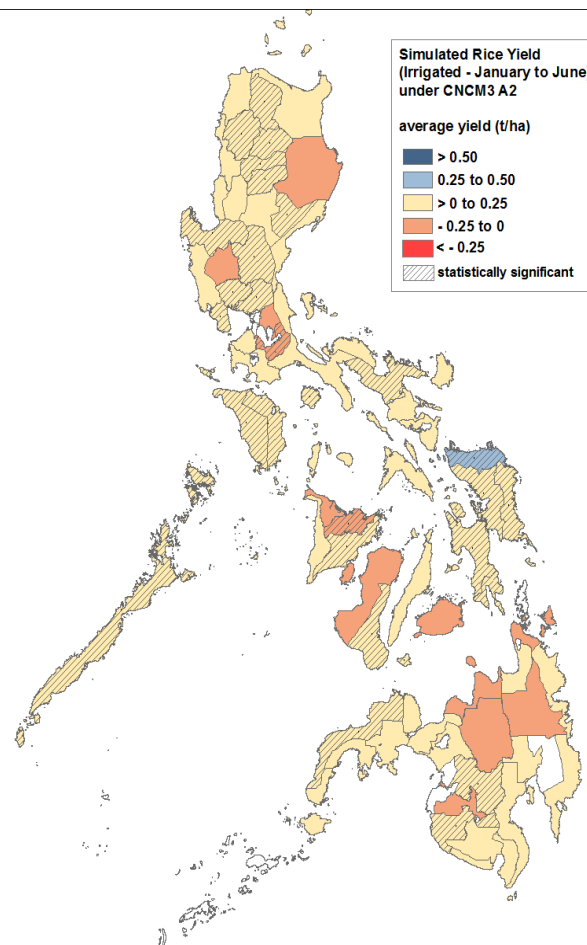 Simulated Rice Yield
(Irrigated - January to June
under CNCM3 A2
average yield (t/ha)
> 0.50
0.25 to 0.50
> 0 to 0.25
- 0.25 to 0
< - 0.25
statistically significant